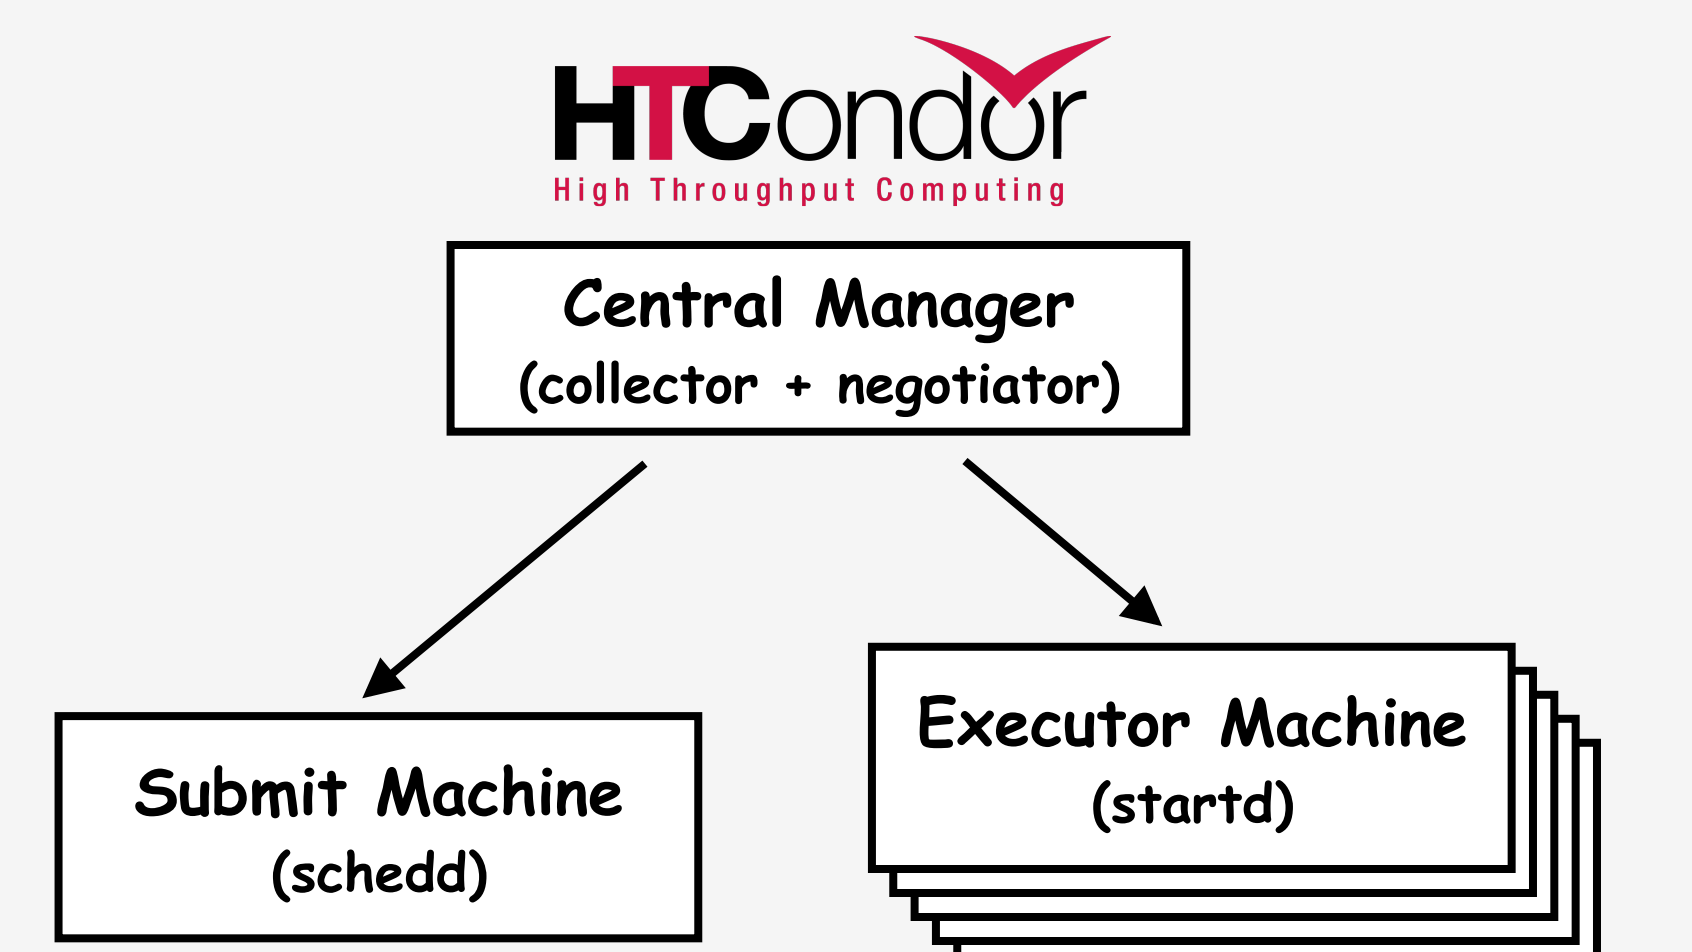 HTCondor
High Throughput Computing
Central Manager
(collector + negotiator)
Executor Machine
(startd)
Submit Machine
(schedd)